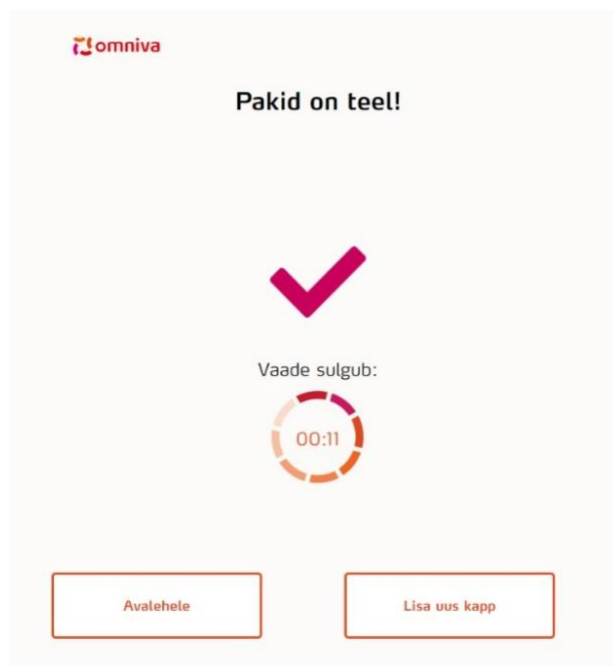 omniva
Pakid on teel!
Vaade sulgub:
00:11
Avalehele
Lisa uus kapp